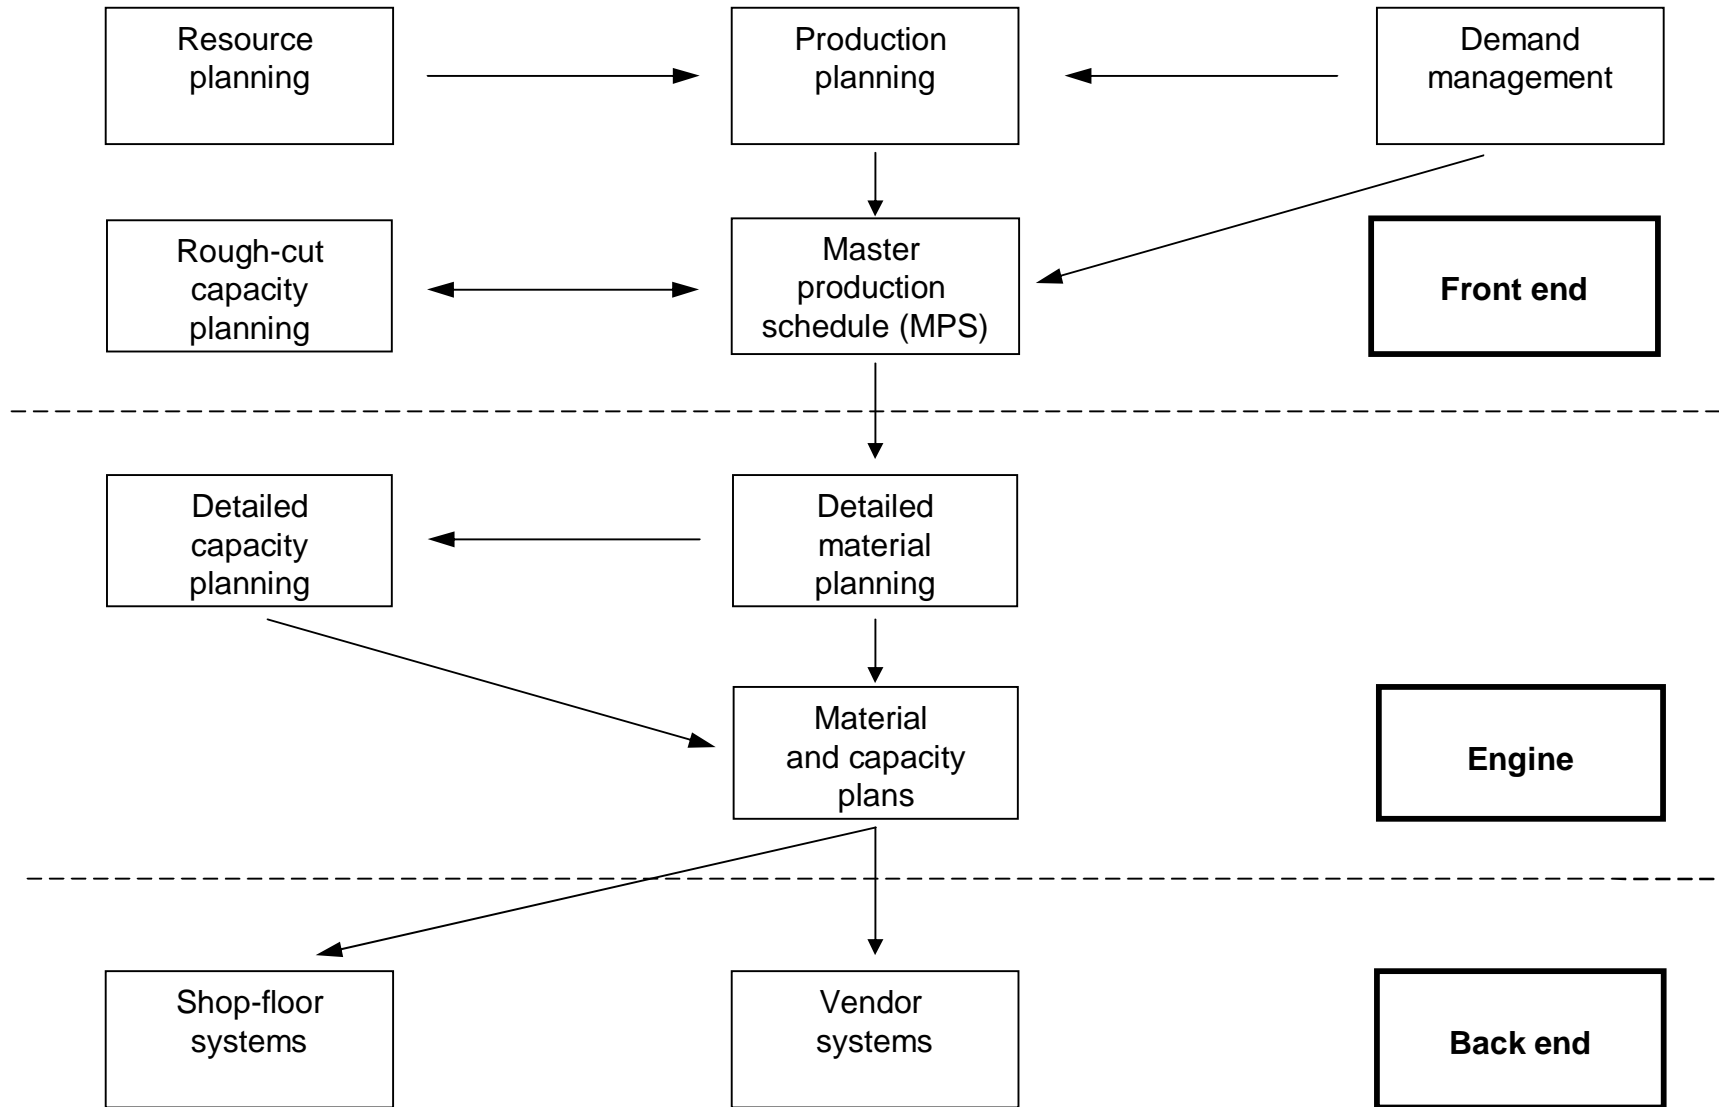 Resource
planning
Production
planning
Demand
management
Rough-cut
capacity
planning
Master
production
schedule (MPS)
Front end
Detailed
capacity
planning
Detailed
material
planning
Material
and capacity
plans
Engine
Shop-floor
systems
Vendor
systems
Back end